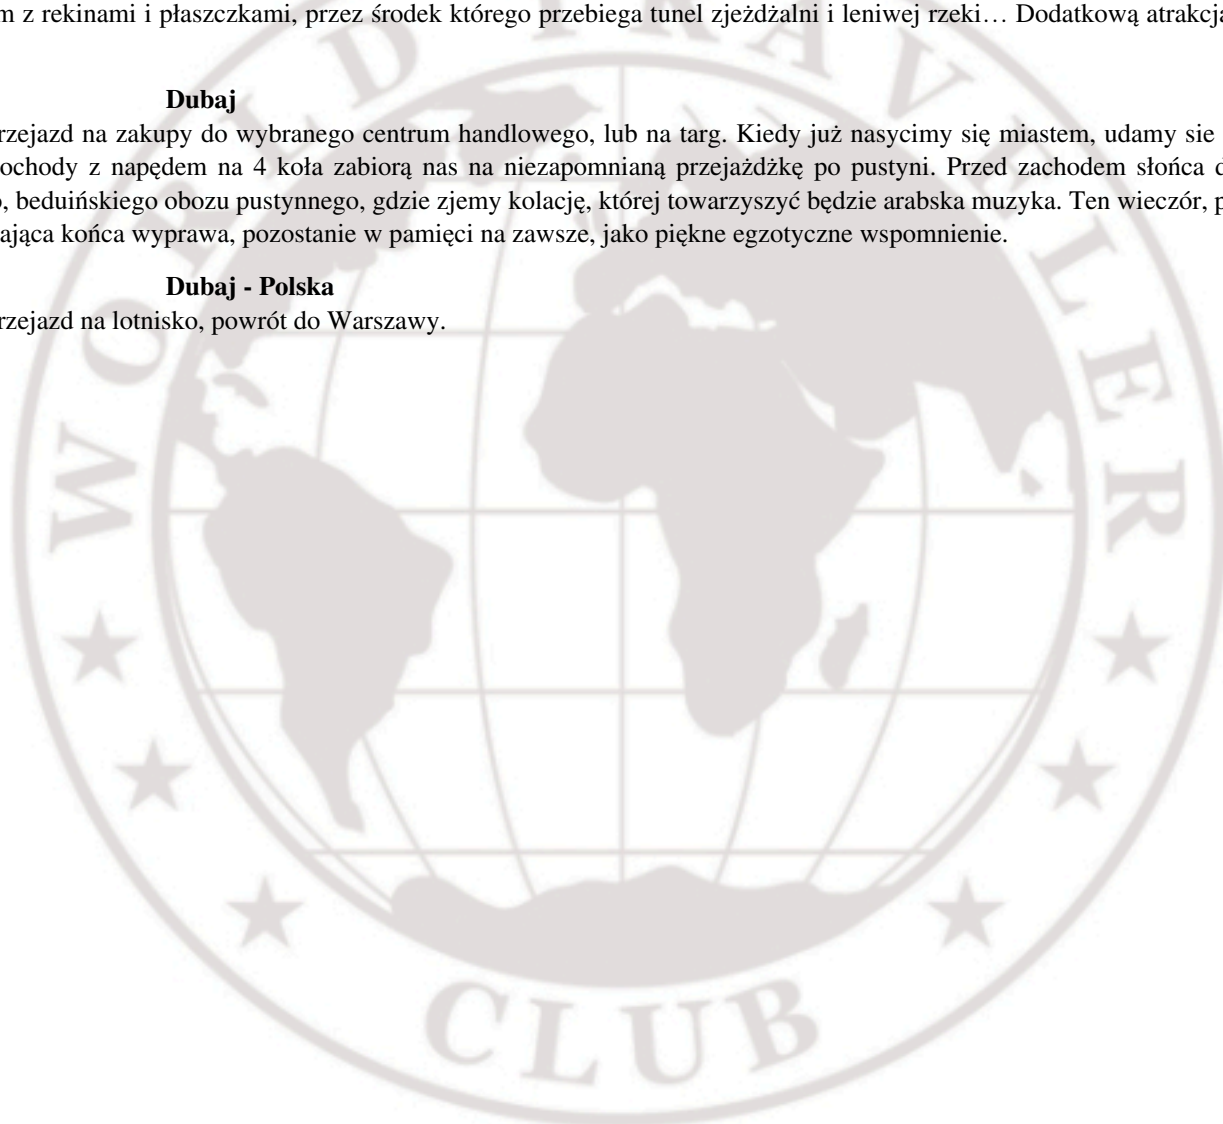 m z rekinami i płaszczkami, przez środek którego przebiega tunel zjeżdżalni i leniwej rzeki… Dodatkową atrakcją
Dubaj
rzejazd na zakupy do wybranego centrum handlowego, lub na targ. Kiedy już nasycimy się miastem, udamy sie
ochody z napędem na 4 koła zabiorą nas na niezapomnianą przejażdżkę po pustyni. Przed zachodem słońca d
o, beduińskiego obozu pustynnego, gdzie zjemy kolację, której towarzyszyć będzie arabska muzyka. Ten wieczór, p
ająca końca wyprawa, pozostanie w pamięci na zawsze, jako piękne egzotyczne wspomnienie.
Dubaj - Polska
rzejazd na lotnisko, powrót do Warszawy.
WORLD TRAVELER
CLUB